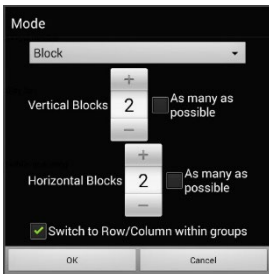 Mode
Block
+
Vertical Blocks 2 As many as
possible
−
+
Horizontal Blocks 2 As many as
possible
−
Switch to Row/Column within groups
OK Cancel